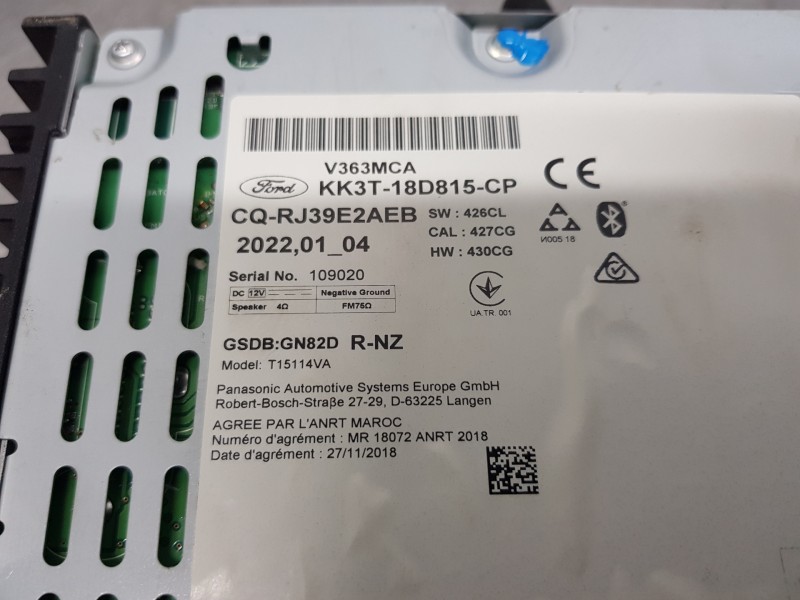 V363MCA
Ford KK3T-18D815-CP
CQ-RJ39E2AEB SW : 426CL
CAL : 427CG
2022,01_04 HW : 430CG
И005 18
Serial No. 109020
DC 12V Negative Ground
Speaker 4Ω FM75Ω
UA.TR.001
GSDB:GN82D R-NZ
Model: T15114VA
Panasonic Automotive Systems Europe GmbH
Robert-Bosch-Straße 27-29, D-63225 Langen
AGREE PAR L'ANRT MAROC
Numéro d'agrément : MR 18072 ANRT 2018
Date d'agrément : 27/11/2018
CE